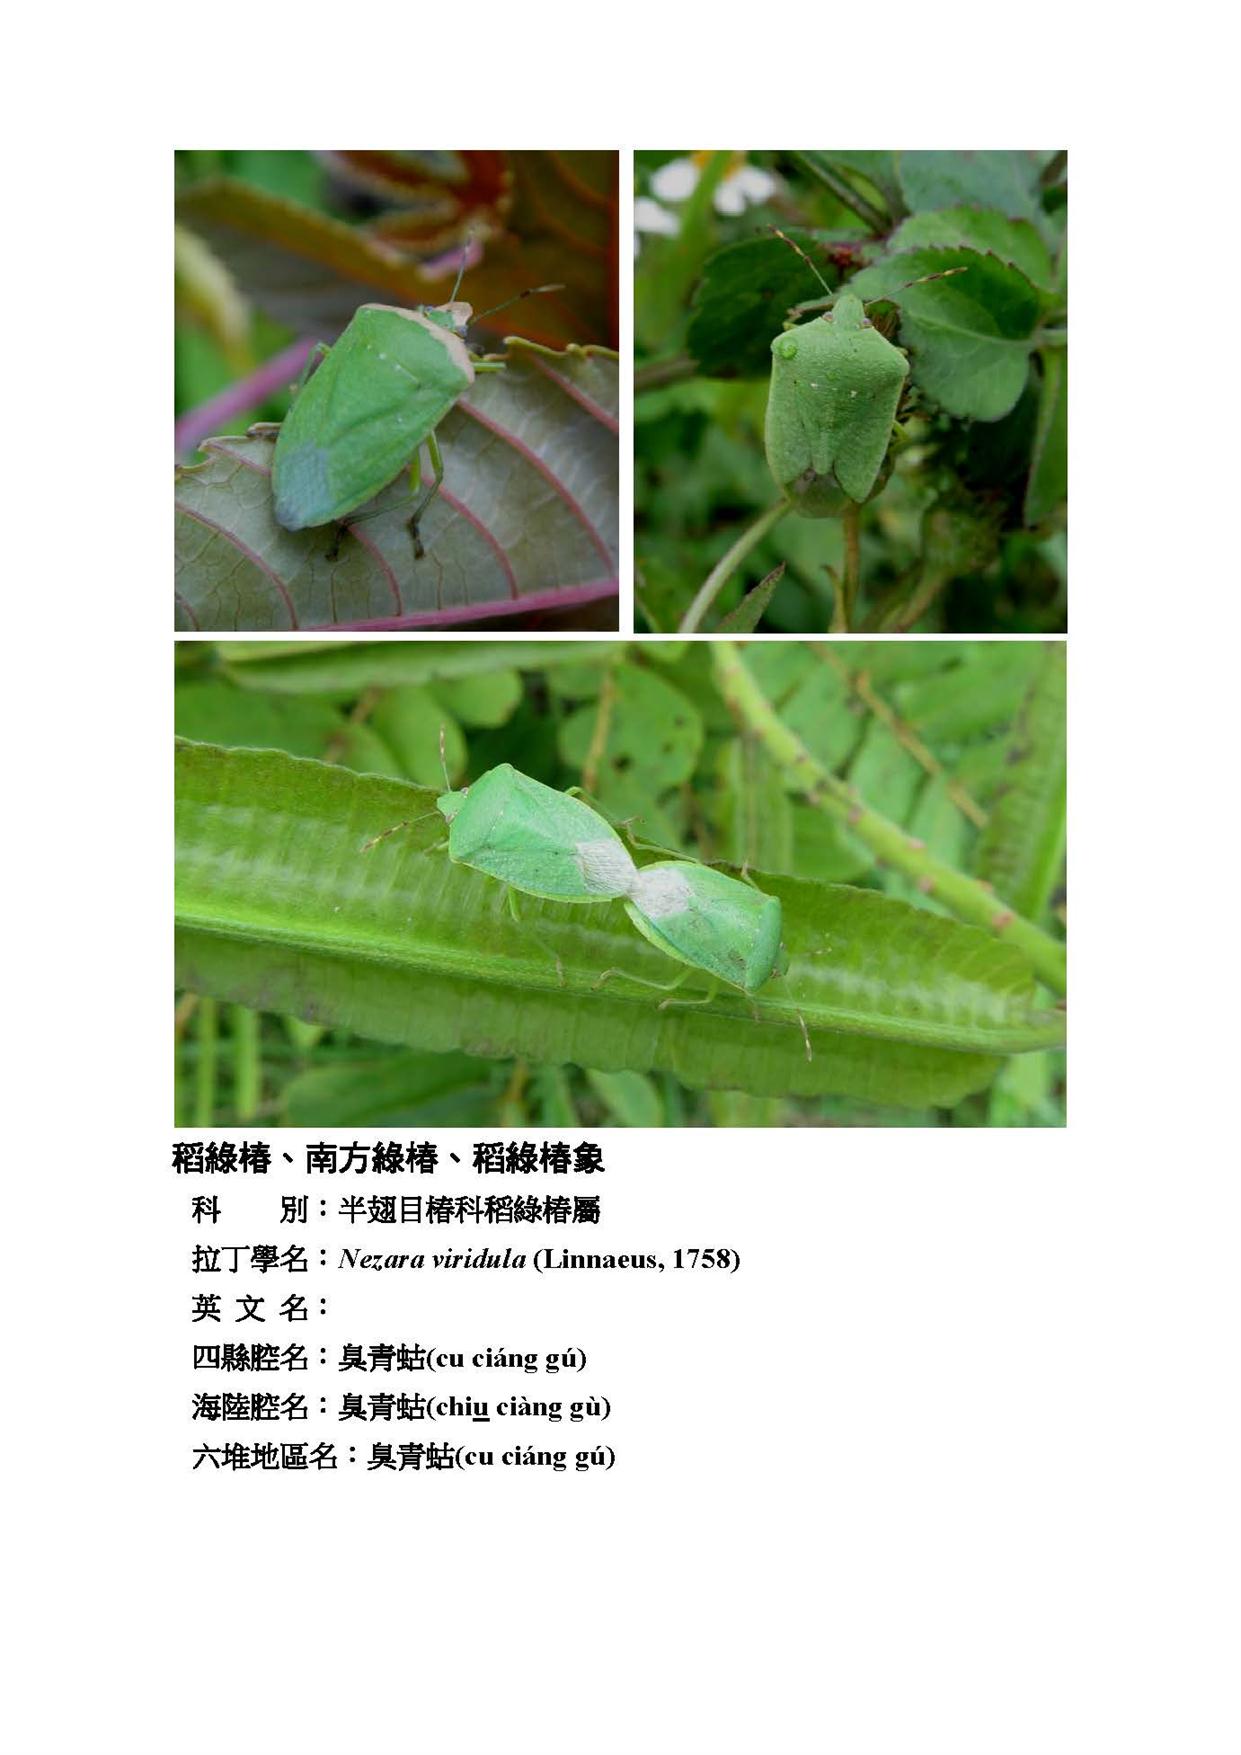 稻綠椿、南方綠椿、稻綠椿象
科　　別：半翅目椿科稻綠椿屬
拉丁學名：Nezara viridula (Linnaeus, 1758)
英 文 名：
四縣腔名：臭青蛄(cu ciáng gú)
海陸腔名：臭青蛄(chiu ciàng gù)
六堆地區名：臭青蛄(cu ciáng gú)